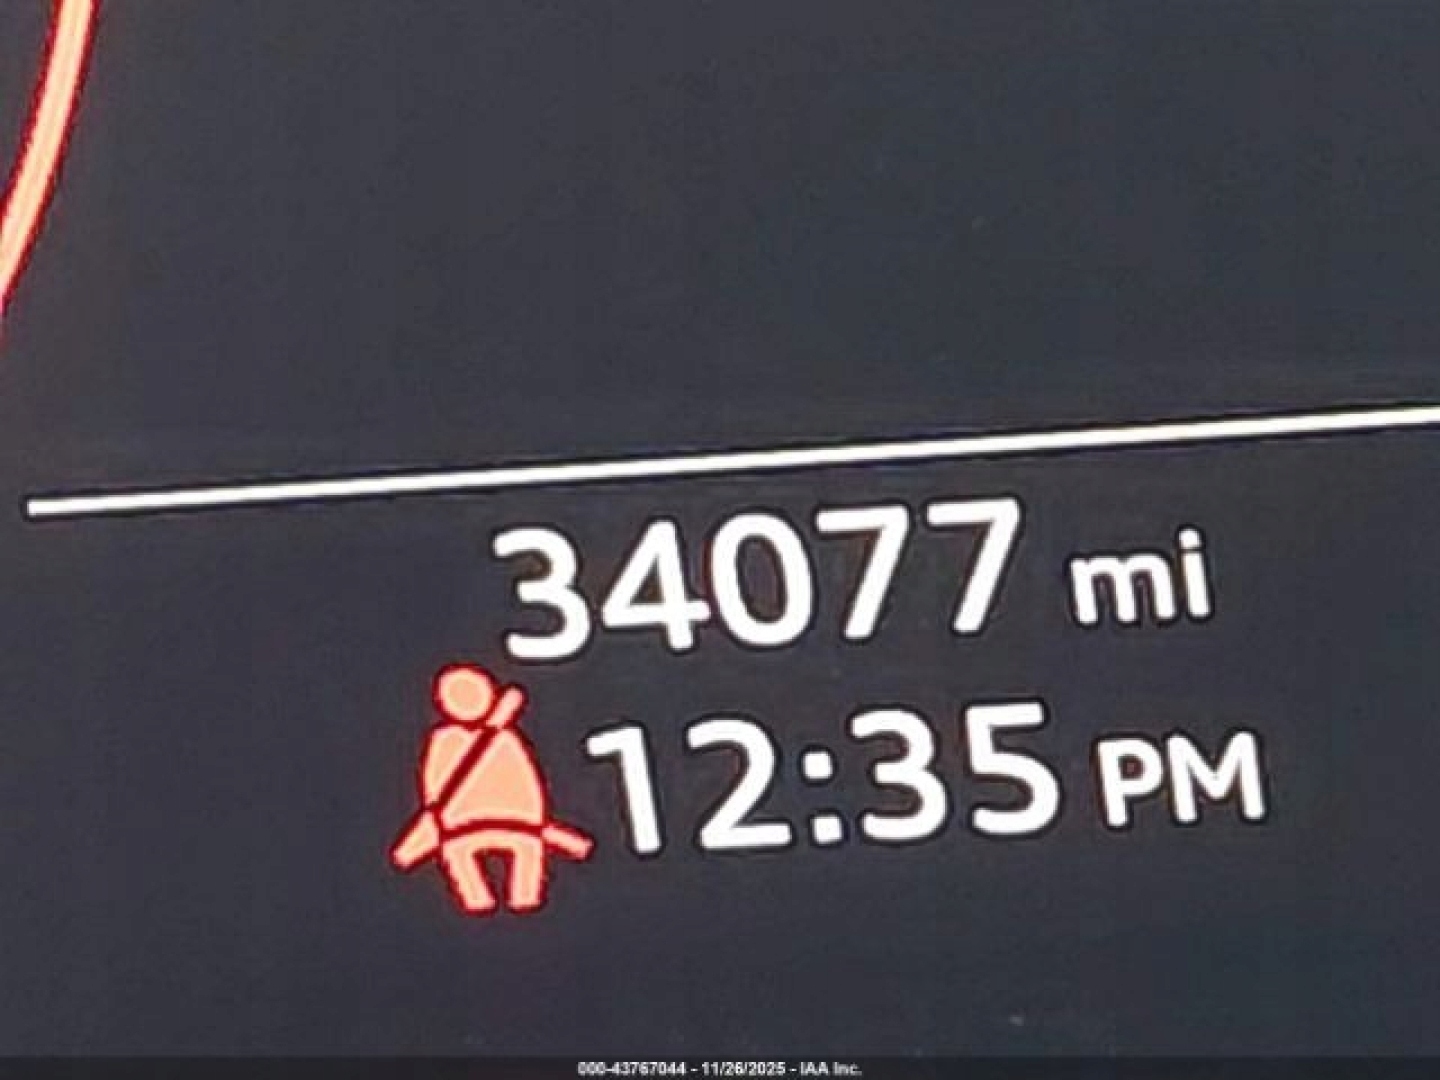 34077 mi
12:35 PM
000-43767044 - 11/26/2025 - IAA Inc.